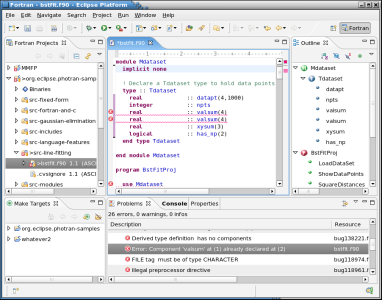 Fortran - bstfit.f90 - Eclipse Platform
File Edit Navigate Search Project Run Window Help
Fortran
Fortran Projects
MMFP
>org.eclipse.photran-sample
Binaries
src-fixed-form
src-gaussian-elimination
src-includes
src-language-features
>src-line-fitting
>bstfit.f90 1.1 (ASCI
.cvsignore 1.1 (ASCI
src-modules
*bstfit.f90
module Mdataset
implicit none
! Declare a Tdataset type to hold data points
type :: Tdataset
real :: datapt(4,1000)
integer :: npts
real :: valsum(4)
real :: valsum(4)
real :: xysum(3)
logical :: has_np(2)
end type Tdataset
end module Mdataset
program BestFitProj
use Mdataset
Outline
Mdataset
Tdataset
datapt
npts
valsum
valsum
xysum
has_np
BstFitProj
LoadDataSet
ShowDataPoints
SquareDistances
Make Targets
org.eclipse.photran-samples
whatever2
Problems Console Properties
26 errors, 0 warnings, 0 infos
Description Resource
Derived type definition has no components bug138221.f
Error: Component 'valsum' at (1) already declared at (2) bstfit.f90
FILE tag must be of type CHARACTER bug118974.f
Illegal preprocessor directive bug118961.f